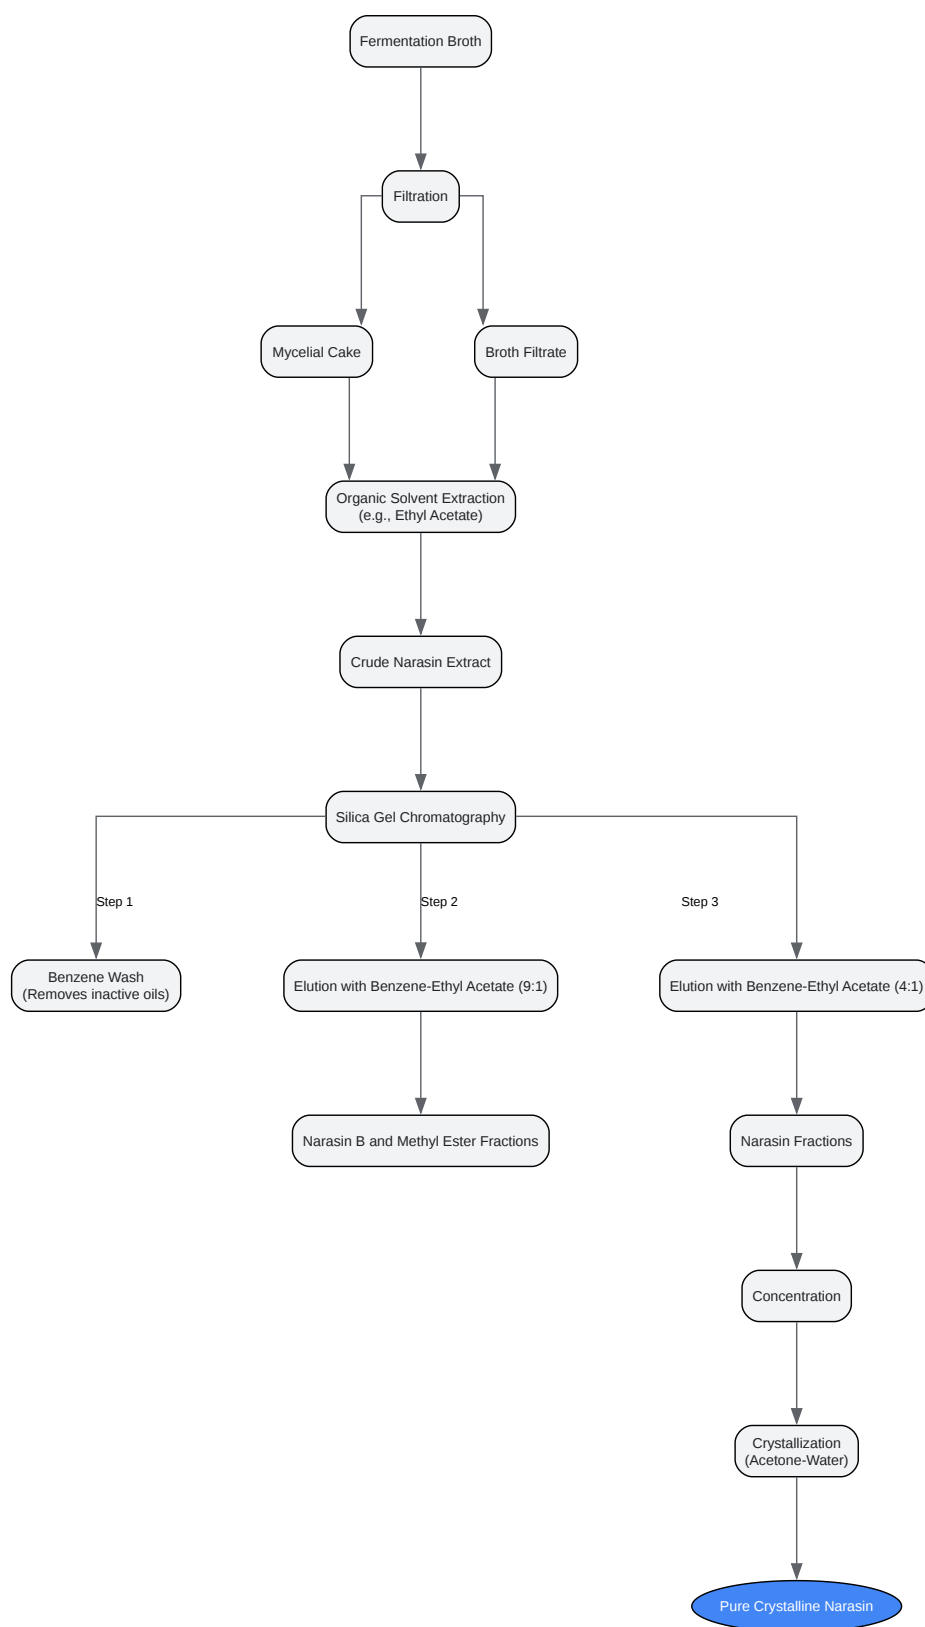 Fermentation Broth
Filtration
Mycelial Cake
Broth Filtrate
Organic Solvent Extraction
(e.g., Ethyl Acetate)
Crude Narasin Extract
Silica Gel Chromatography
Step 1
Step 2
Step 3
Benzene Wash
(Removes inactive oils)
Elution with Benzene-Ethyl Acetate (9:1)
Elution with Benzene-Ethyl Acetate (4:1)
Narasin B and Methyl Ester Fractions
Narasin Fractions
Concentration
Crystallization
(Acetone-Water)
Pure Crystalline Narasin